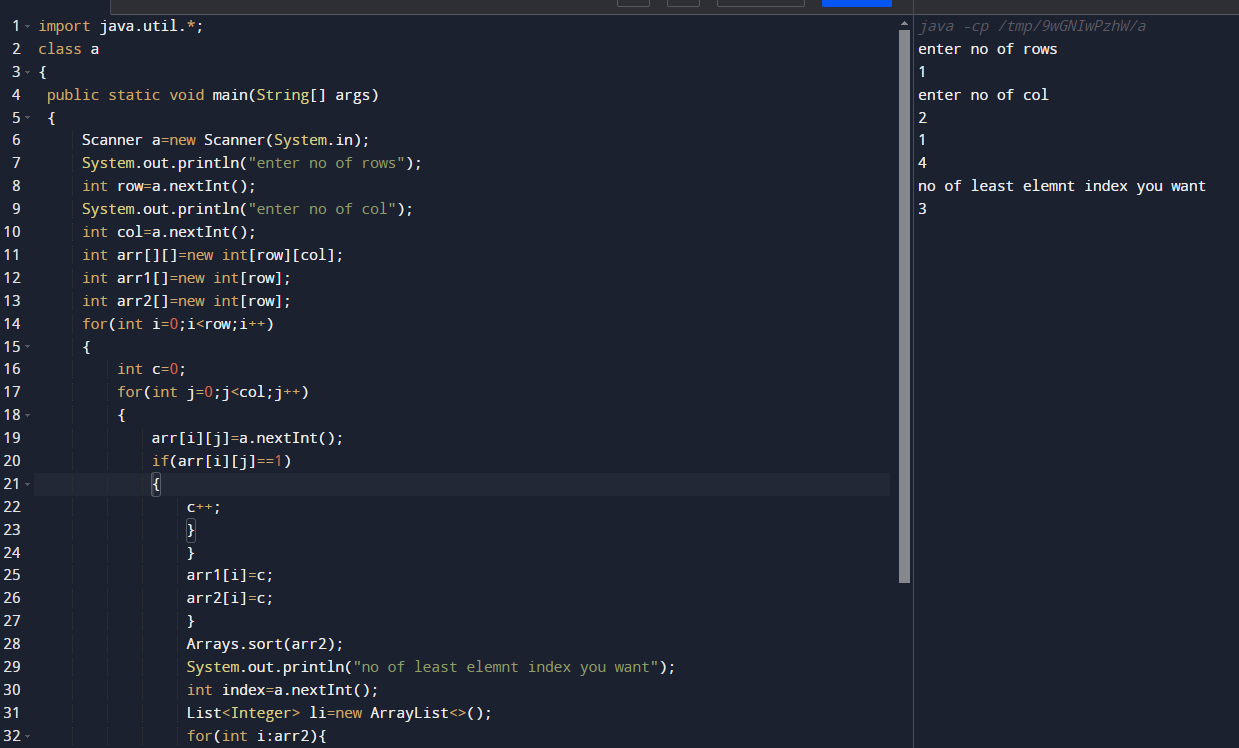 1 import java.util.*;
2 class a
3 {
4 public static void main(String[] args)
5 {
6 Scanner a=new Scanner(System.in);
7 System.out.println("enter no of rows");
8 int row=a.nextInt();
9 System.out.println("enter no of col");
10 int col=a.nextInt();
11 int arr[][]=new int[row][col];
12 int arr1[]=new int[row];
13 int arr2[]=new int[row];
14 for(int i=0;i<row;i++)
15 {
16 int c=0;
17 for(int j=0;j<col;j++)
18 {
19 arr[i][j]=a.nextInt();
20 if(arr[i][j]==1)
21 {
22 c++;
23 }
24 }
25 arr1[i]=c;
26 arr2[i]=c;
27 }
28 Arrays.sort(arr2);
29 System.out.println("no of least elemnt index you want");
30 int index=a.nextInt();
31 List<Integer> li=new ArrayList<>();
32 for(int i:arr2){
java -cp /tmp/9wGNIwPzhW/a
enter no of rows
1
enter no of col
2
1
4
no of least elemnt index you want
3